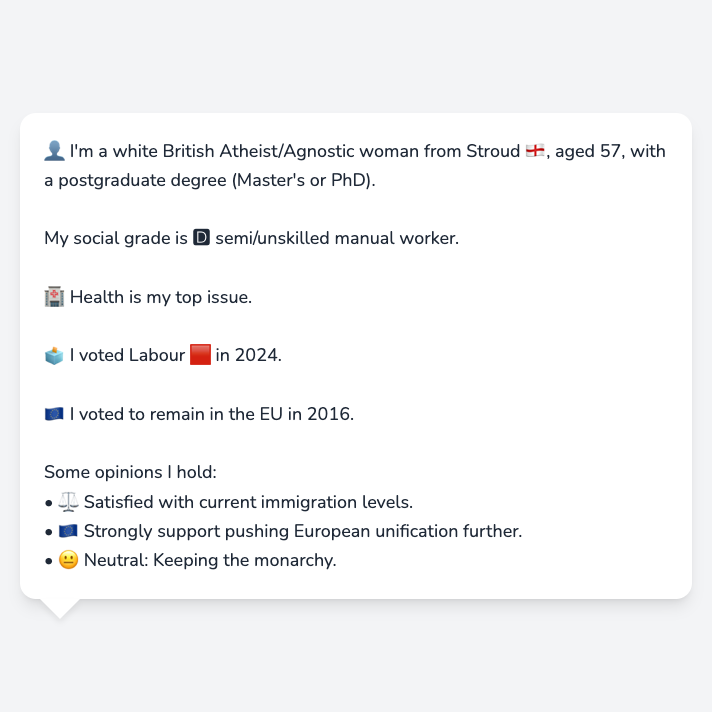 👤 I'm a white British Atheist/Agnostic woman from Stroud 🏴󠁧󠁢󠁥󠁮󠁧󠁿, aged 57, with
a postgraduate degree (Master's or PhD).
My social grade is 🅳 semi/unskilled manual worker.
🏥 Health is my top issue.
🗳️ I voted Labour 🟥 in 2024.
🇪🇺 I voted to remain in the EU in 2016.
Some opinions I hold:
• ⚖️ Satisfied with current immigration levels.
• 🇪🇺 Strongly support pushing European unification further.
• 😐 Neutral: Keeping the monarchy.